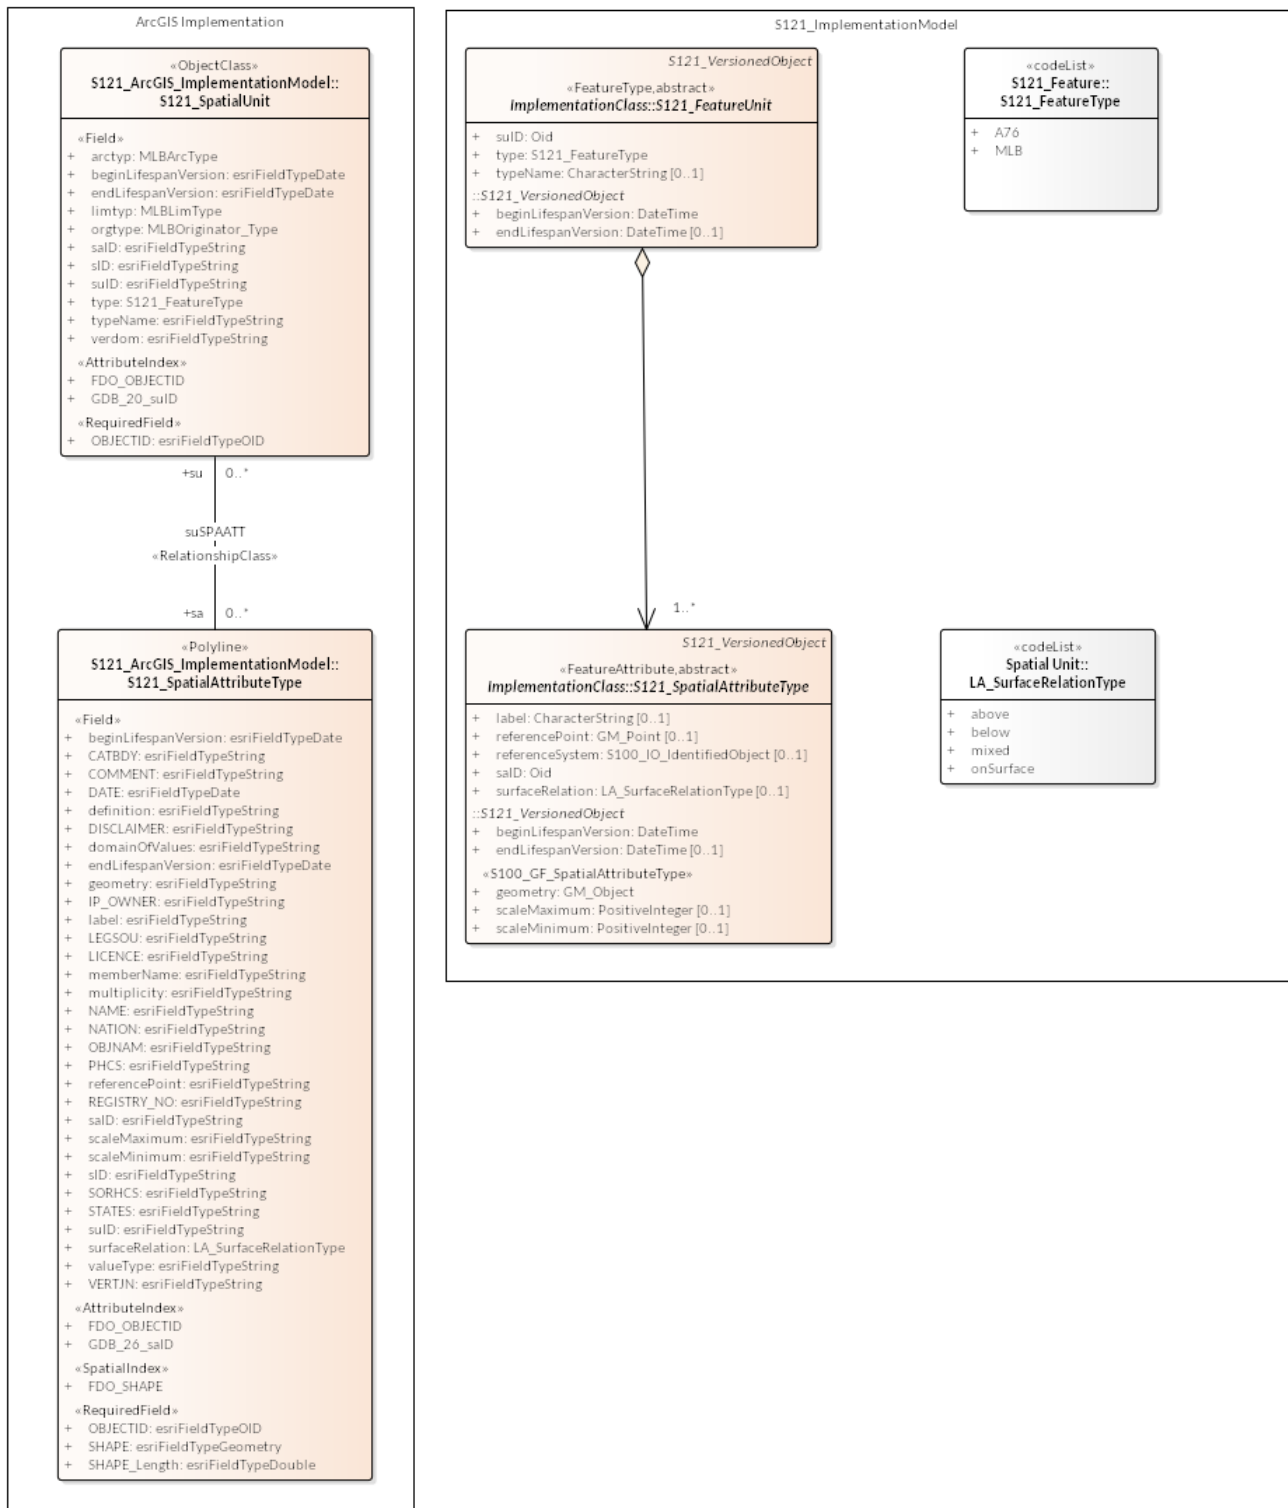 ArcGIS Implementation
«ObjectClass»
S121_ArcGIS_ImplementationModel::
S121_SpatialUnit
«Field»
+ arctyp: MLBArcType
+ beginLifespanVersion: esriFieldTypeDate
+ endLifespanVersion: esriFieldTypeDate
+ limtyp: MLBLimType
+ orgtype: MLBOriginator_Type
+ saID: esriFieldTypeString
+ sID: esriFieldTypeString
+ suID: esriFieldTypeString
+ type: S121_FeatureType
+ typeName: esriFieldTypeString
+ verdom: esriFieldTypeString
«AttributeIndex»
+ FDO_OBJECTID
+ GDB_20_suID
«RequiredField»
+ OBJECTID: esriFieldTypeOID
+su 0..*
suSPAATT
«RelationshipClass»
+sa 0..*
«Polyline»
S121_ArcGIS_ImplementationModel::
S121_SpatialAttributeType
«Field»
+ beginLifespanVersion: esriFieldTypeDate
+ CATBDY: esriFieldTypeString
+ COMMENT: esriFieldTypeString
+ DATE: esriFieldTypeDate
+ definition: esriFieldTypeString
+ DISCLAIMER: esriFieldTypeString
+ domainOfValues: esriFieldTypeString
+ endLifespanVersion: esriFieldTypeDate
+ geometry: esriFieldTypeString
+ IP_OWNER: esriFieldTypeString
+ label: esriFieldTypeString
+ LEGSOU: esriFieldTypeString
+ LICENCE: esriFieldTypeString
+ memberName: esriFieldTypeString
+ multiplicity: esriFieldTypeString
+ NAME: esriFieldTypeString
+ NATION: esriFieldTypeString
+ OBJNAM: esriFieldTypeString
+ PHCS: esriFieldTypeString
+ referencePoint: esriFieldTypeString
+ REGISTRY_NO: esriFieldTypeString
+ saID: esriFieldTypeString
+ scaleMaximum: esriFieldTypeString
+ scaleMinimum: esriFieldTypeString
+ sID: esriFieldTypeString
+ SORHCS: esriFieldTypeString
+ STATES: esriFieldTypeString
+ suID: esriFieldTypeString
+ surfaceRelation: LA_SurfaceRelationType
+ valueType: esriFieldTypeString
+ VERTJN: esriFieldTypeString
«AttributeIndex»
+ FDO_OBJECTID
+ GDB_26_saID
«SpatialIndex»
+ FDO_SHAPE
«RequiredField»
+ OBJECTID: esriFieldTypeOID
+ SHAPE: esriFieldTypeGeometry
+ SHAPE_Length: esriFieldTypeDouble
S121_ImplementationModel
S121_VersionedObject
«FeatureType,abstract»
ImplementationClass::S121_FeatureUnit
+ suID: Oid
+ type: S121_FeatureType
+ typeName: CharacterString [0..1]
::S121_VersionedObject
+ beginLifespanVersion: DateTime
+ endLifespanVersion: DateTime [0..1]
«codeList»
S121_Feature::
S121_FeatureType
+ A76
+ MLB
1..*
S121_VersionedObject
«FeatureAttribute,abstract»
ImplementationClass::S121_SpatialAttributeType
+ label: CharacterString [0..1]
+ referencePoint: GM_Point [0..1]
+ referenceSystem: S100_IO_IdentifiedObject [0..1]
+ saID: Oid
+ surfaceRelation: LA_SurfaceRelationType [0..1]
::S121_VersionedObject
+ beginLifespanVersion: DateTime
+ endLifespanVersion: DateTime [0..1]
«S100_GF_SpatialAttributeType»
+ geometry: GM_Object
+ scaleMaximum: PositiveInteger [0..1]
+ scaleMinimum: PositiveInteger [0..1]
«codeList»
Spatial Unit::
LA_SurfaceRelationType
+ above
+ below
+ mixed
+ onSurface